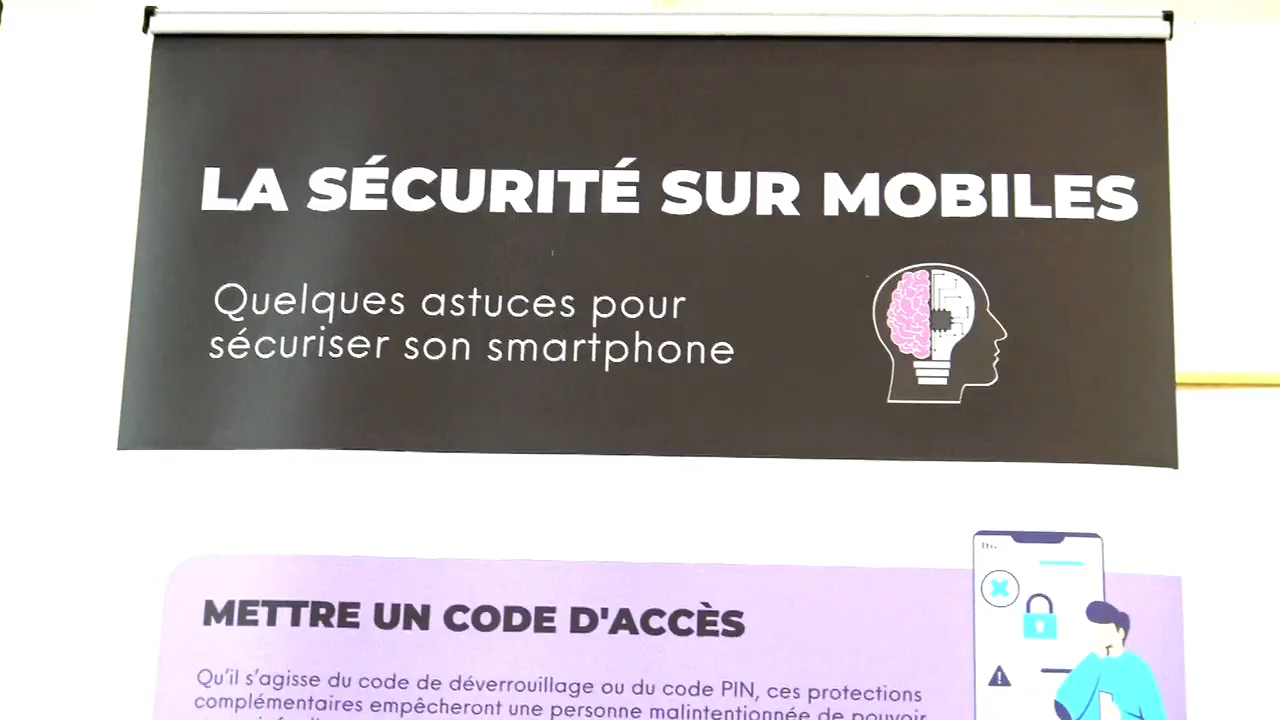 LA SÉCURITÉ SUR MOBILES
Quelques astuces pour
sécuriser son smartphone
METTRE UN CODE D'ACCÈS
Qu'il s'agisse du code de déverrouillage ou du code PIN, ces protections
complémentaires empêcheront une personne malintentionnée de pouvoir